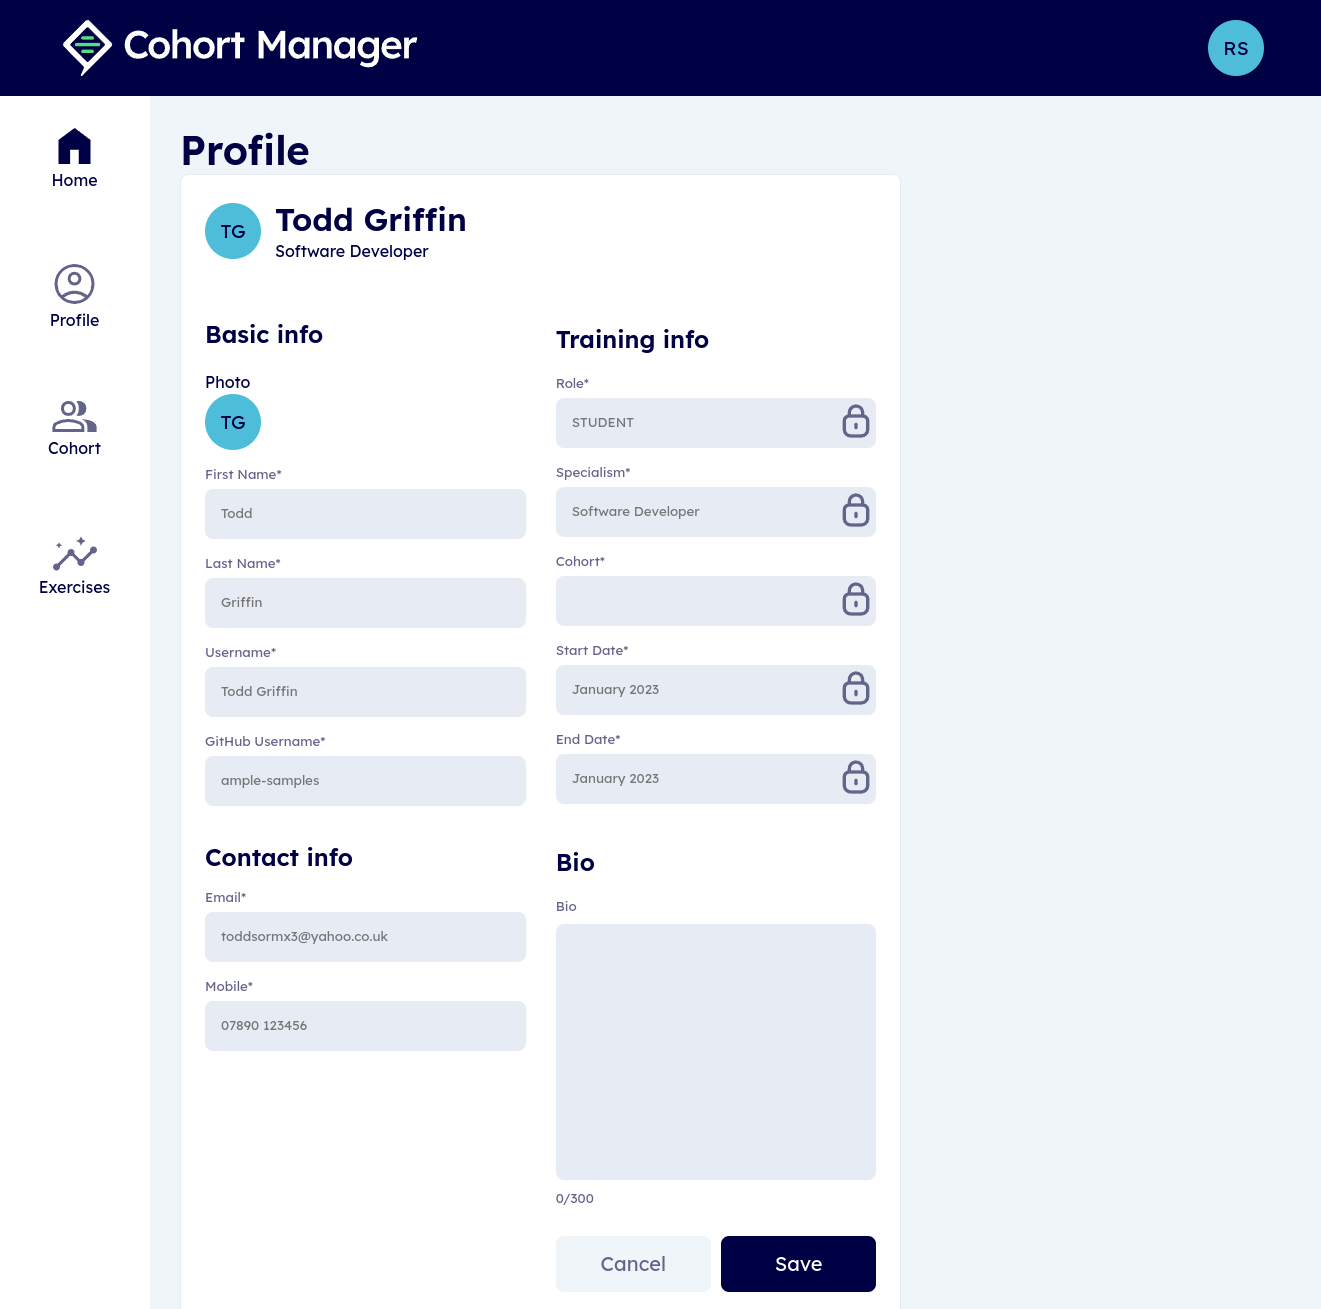 Cohort Manager
RS
Home
Profile
Cohort
Exercises
Profile
TG
Todd Griffin
Software Developer
Basic info
Photo
TG
First Name*
Todd
Last Name*
Griffin
Username*
Todd Griffin
GitHub Username*
ample-samples
Training info
Role*
STUDENT
Specialism*
Software Developer
Cohort*
Start Date*
January 2023
End Date*
January 2023
Contact info
Email*
toddsormx3@yahoo.co.uk
Mobile*
07890 123456
Bio
Bio
0/300
Cancel
Save